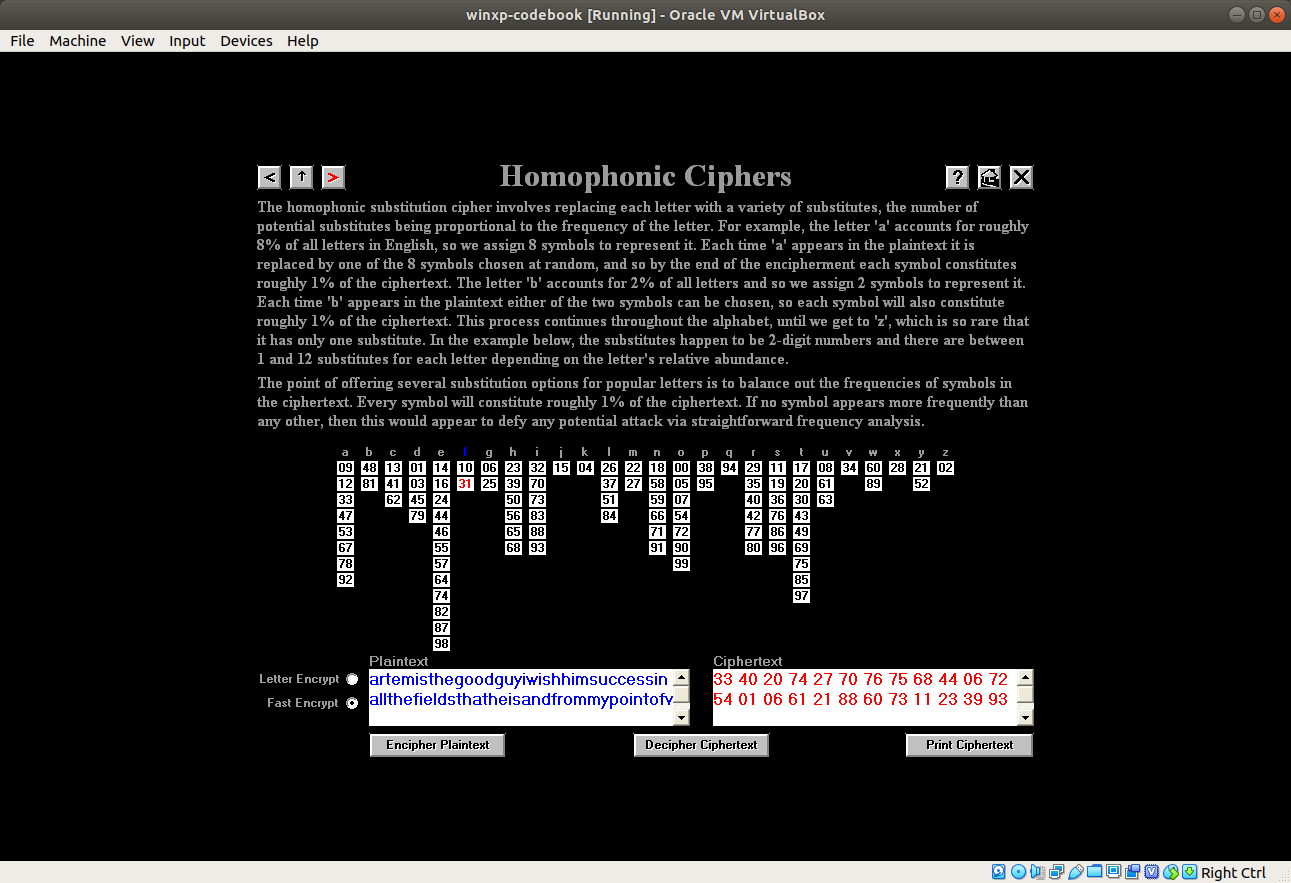 winxp-codebook [Running] - Oracle VM VirtualBox
File Machine View Input Devices Help
< ↑ > Homophonic Ciphers ? X
The homophonic substitution cipher involves replacing each letter with a variety of substitutes, the number of
potential substitutes being proportional to the frequency of the letter. For example, the letter 'a' accounts for roughly
8% of all letters in English, so we assign 8 symbols to represent it. Each time 'a' appears in the plaintext it is
replaced by one of the 8 symbols chosen at random, and so by the end of the encipherment each symbol constitutes
roughly 1% of the ciphertext. The letter 'b' accounts for 2% of all letters and so we assign 2 symbols to represent it.
Each time 'b' appears in the plaintext either of the two symbols can be chosen, so each symbol will also constitute
roughly 1% of the ciphertext. This process continues throughout the alphabet, until we get to 'z', which is so rare that
it has only one substitute. In the example below, the substitutes happen to be 2-digit numbers and there are between
1 and 12 substitutes for each letter depending on the letter's relative abundance.
The point of offering several substitution options for popular letters is to balance out the frequencies of symbols in
the ciphertext. Every symbol will constitute roughly 1% of the ciphertext. If no symbol appears more frequently than
any other, then this would appear to defy any potential attack via straightforward frequency analysis.
a b c d e f g h i j k l m n o p q r s t u v w x y z
09 48 13 01 14 10 06 23 32 15 04 26 22 18 00 38 94 29 11 17 08 34 60 28 21 02
12 81 41 03 16 31 25 39 70 37 27 58 05 95 35 19 20 61 89 52
33 62 45 24 50 73 51 59 07 40 36 30 63
47 79 44 56 83 84 66 54 42 76 43
53 46 65 88 71 72 77 86 49
67 55 68 93 91 90 80 96 69
78 57 99 75
92 64 85
74 97
82
87
98
Plaintext Ciphertext
Letter Encrypt artemisthegoodguyiwishhimsuccessin 33 40 20 74 27 70 76 75 68 44 06 72
Fast Encrypt allthefieldsthatheisandfrommypointofv 54 01 06 61 21 88 60 73 11 23 39 93
Encipher Plaintext Decipher Ciphertext Print Ciphertext
Right Ctrl